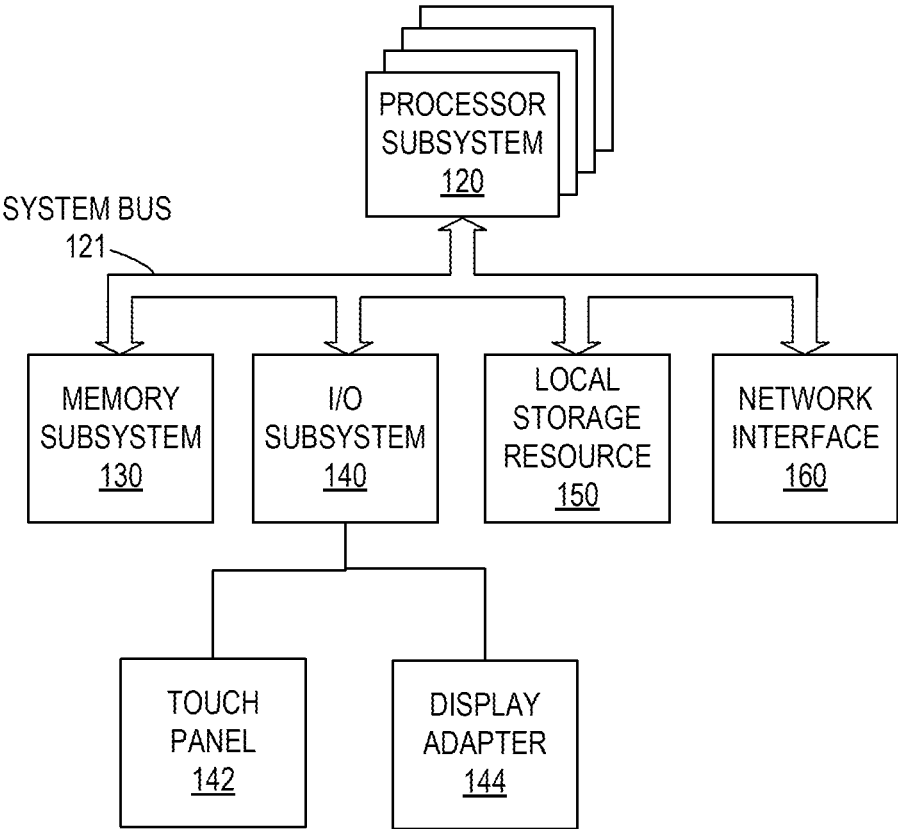 PROCESSOR
SUBSYSTEM
120
SYSTEM BUS
121
MEMORY
SUBSYSTEM
130
I/O
SUBSYSTEM
140
LOCAL
STORAGE
RESOURCE
150
NETWORK
INTERFACE
160
TOUCH
PANEL
142
DISPLAY
ADAPTER
144